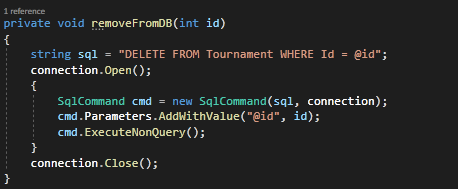 1 reference
private void removeFromDB(int id)
{
    string sql = "DELETE FROM Tournament WHERE Id = @id";
    connection.Open();
    {
        SqlCommand cmd = new SqlCommand(sql, connection);
        cmd.Parameters.AddWithValue("@id", id);
        cmd.ExecuteNonQuery();
    }
    connection.Close();
}